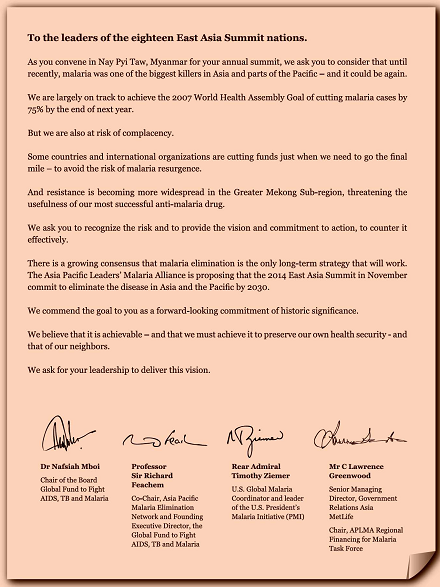 To the leaders of the eighteen East Asia Summit nations.
As you convene in Nay Pyi Taw, Myanmar for your annual summit, we ask you to consider that until
recently, malaria was one of the biggest killers in Asia and parts of the Pacific – and it could be again.
We are largely on track to achieve the 2007 World Health Assembly Goal of cutting malaria cases by
75% by the end of next year.
But we are also at risk of complacency.
Some countries and international organizations are cutting funds just when we need to go the final
mile – to avoid the risk of malaria resurgence.
And resistance is becoming more widespread in the Greater Mekong Sub-region, threatening the
usefulness of our most successful anti-malaria drug.
We ask you to recognize the risk and to provide the vision and commitment to action, to counter it
effectively.
There is a growing consensus that malaria elimination is the only long-term strategy that will work.
The Asia Pacific Leaders' Malaria Alliance is proposing that the 2014 East Asia Summit in November
commit to eliminate the disease in Asia and the Pacific by 2030.
We commend the goal to you as a forward-looking commitment of historic significance.
We believe that it is achievable – and that we must achieve it to preserve our own health security - and
that of our neighbors.
We ask for your leadership to deliver this vision.
Dr Nafsiah Mboi
Chair of the Board
Global Fund to Fight
AIDS, TB and Malaria
Professor
Sir Richard
Feachem
Co-Chair, Asia Pacific
Malaria Elimination
Network and Founding
Executive Director, the
Global Fund to Fight
AIDS, TB and Malaria
Rear Admiral
Timothy Ziemer
U.S. Global Malaria
Coordinator and leader
of the U.S. President's
Malaria Initiative (PMI)
Mr C Lawrence
Greenwood
Senior Managing
Director, Government
Relations Asia
MetLife
Chair, APLMA Regional
Financing for Malaria
Task Force